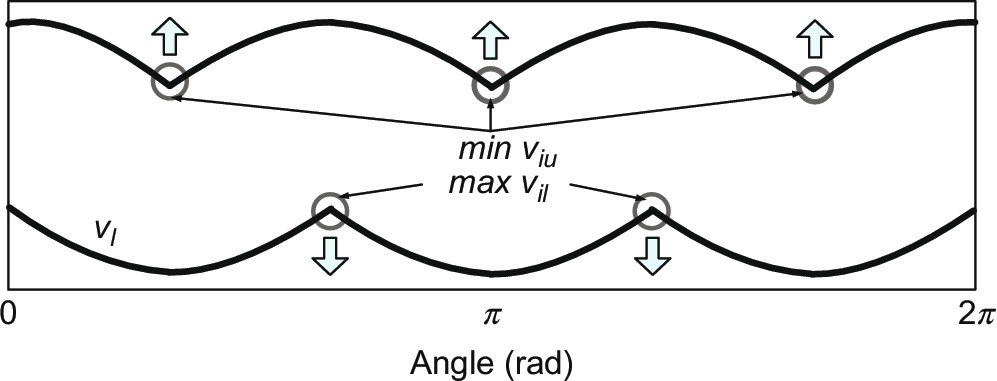 min v_iu
max v_il
v_l
0 π 2π
Angle (rad)